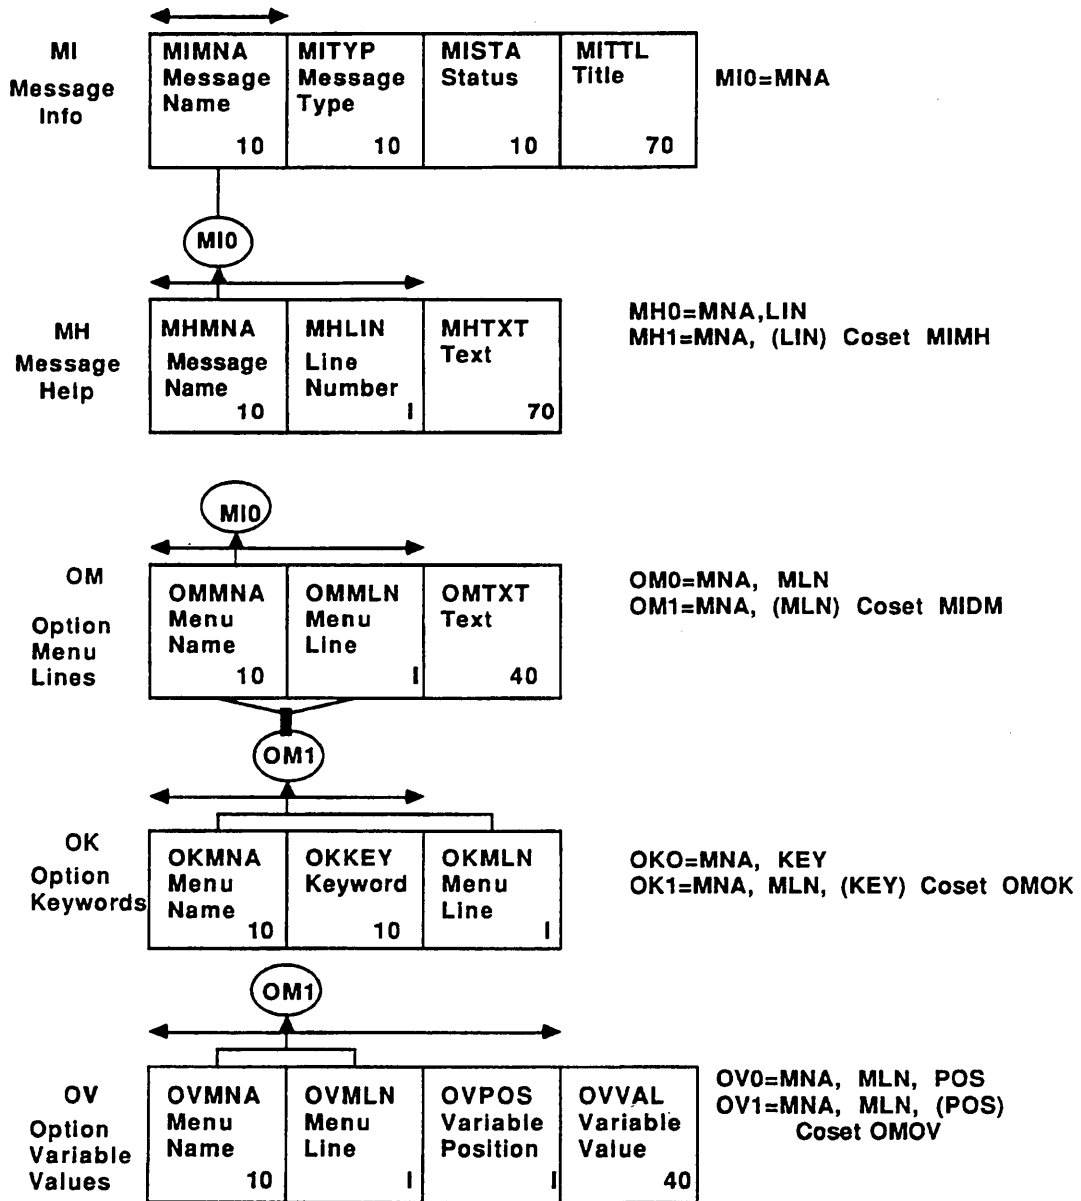 MI
Message
Info
MIMNA
Message
Name
10
MITYP
Message
Type
10
MISTA
Status
10
MITTL
Title
70
MI0=MNA
MI0
MH
Message
Help
MHMNA
Message
Name
10
MHLIN
Line
Number
I
MHTXT
Text
70
MH0=MNA,LIN
MH1=MNA, (LIN) Coset MIMH
MI0
OM
Option
Menu
Lines
OMMNA
Menu
Name
10
OMMLN
Menu
Line
I
OMTXT
Text
40
OM0=MNA, MLN
OM1=MNA, (MLN) Coset MIDM
OM1
OK
Option
Keywords
OKMNA
Menu
Name
10
OKKEY
Keyword
10
OKMLN
Menu
Line
I
OKO=MNA, KEY
OK1=MNA, MLN, (KEY) Coset OMOK
OM1
OV
Option
Variable
Values
OVMNA
Menu
Name
10
OVMLN
Menu
Line
I
OVPOS
Variable
Position
I
OVVAL
Variable
Value
40
OV0=MNA, MLN, POS
OV1=MNA, MLN, (POS)
Coset OMOV